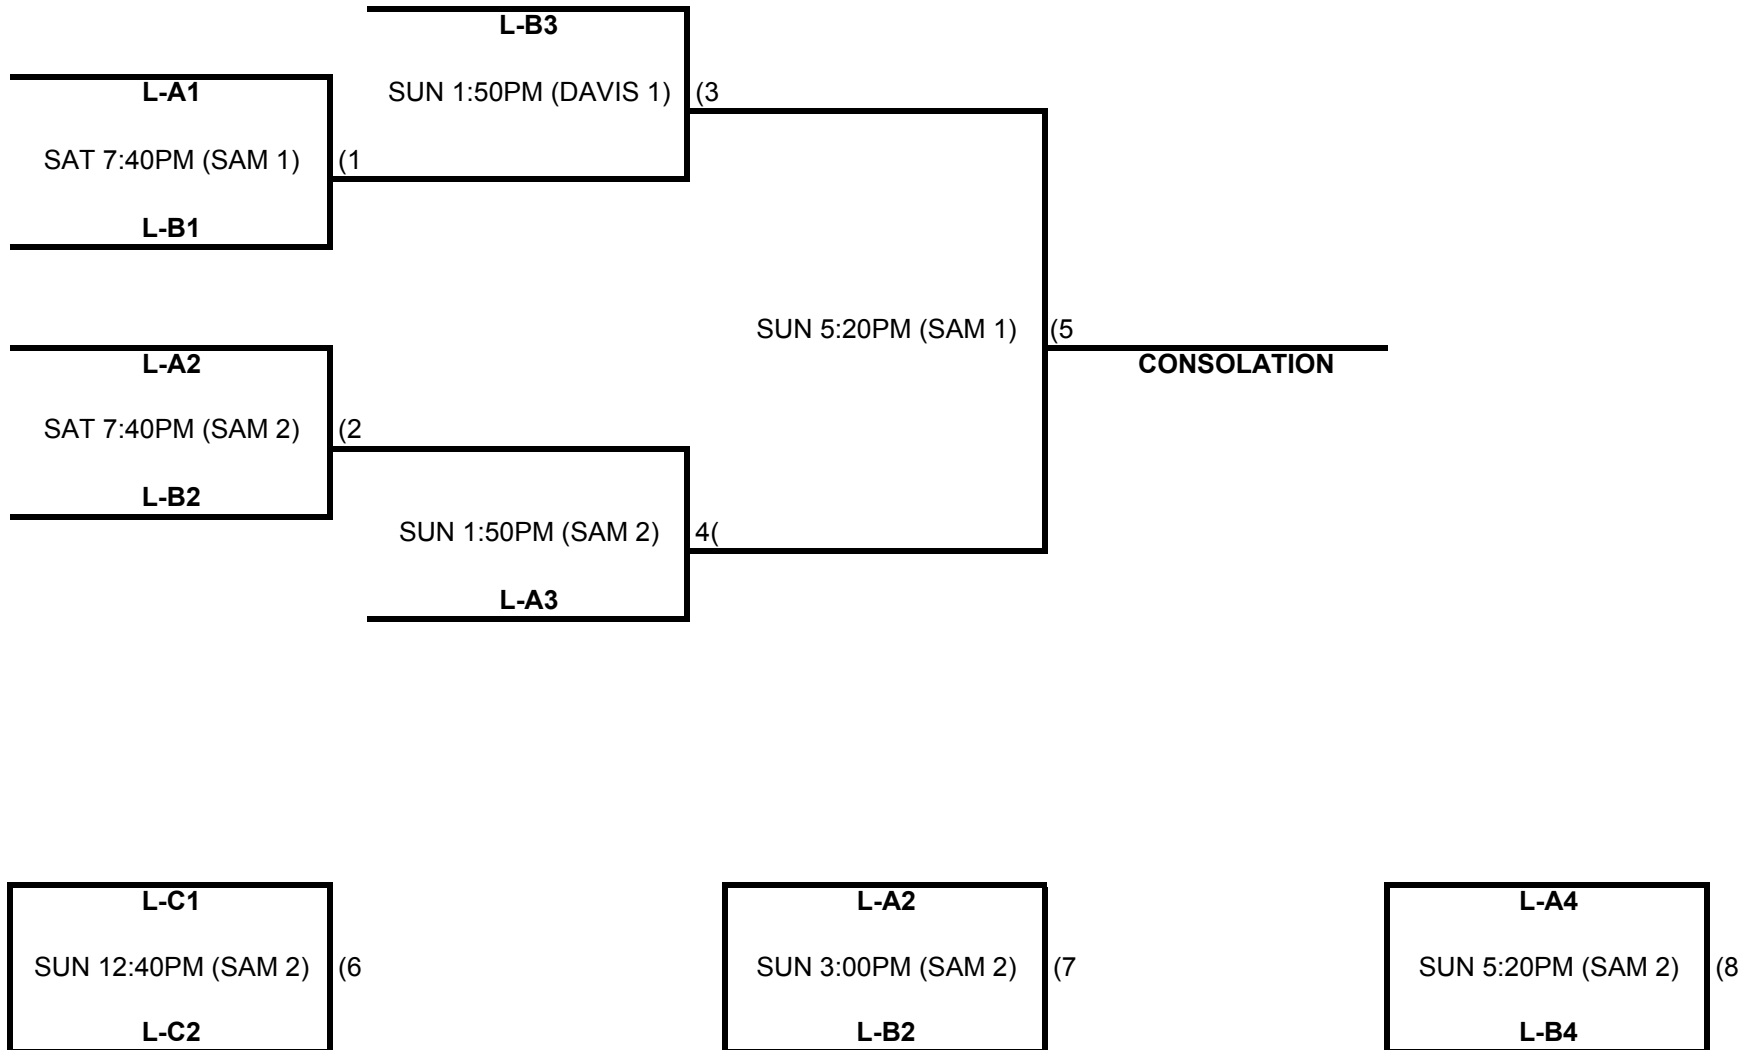 L-B3
L-A1
SUN 1:50PM (DAVIS 1) (3
SAT 7:40PM (SAM 1) (1
L-B1
SUN 5:20PM (SAM 1) (5
L-A2
CONSOLATION
SAT 7:40PM (SAM 2) (2
L-B2
SUN 1:50PM (SAM 2) 4(
L-A3
L-C1
L-A2
L-A4
SUN 12:40PM (SAM 2) (6
SUN 3:00PM (SAM 2) (7
SUN 5:20PM (SAM 2) (8
L-C2
L-B2
L-B4